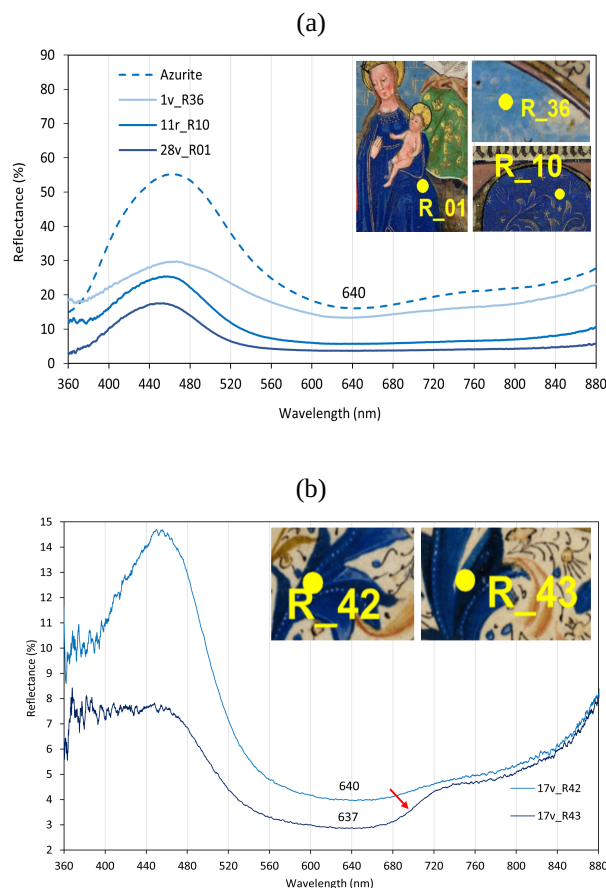 (a)
90
80
70
60
50
40
30
20
10
0
Reflectance (%)
Azurite
1v_R36
11r_R10
28v_R01
R_01
R_36
R_10
640
360 400 440 480 520 560 600 640 680 720 760 800 840 880
Wavelength (nm)
(b)
15
14
13
12
11
10
9
8
7
6
5
4
3
2
Reflectance (%)
R_42
R_43
640
637
17v_R42
17v_R43
360 400 440 480 520 560 600 640 680 720 760 800 840 880
Wavelength (nm)